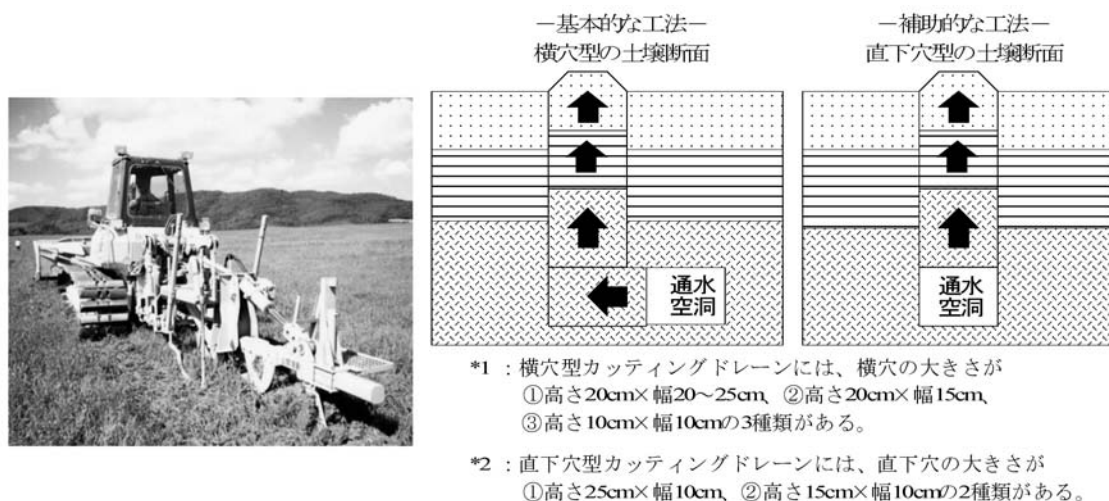 －基本的な工法－
横穴型の土壌断面
－補助的な工法－
直下穴型の土壌断面
通水
空洞
通水
空洞
*1 ：横穴型カッティングドレーンには、横穴の大きさが
①高さ20cm×幅20～25cm、②高さ20cm×幅15cm、
③高さ10cm×幅10cmの3種類がある。
*2 ：直下穴型カッティングドレーンには、直下穴の大きさが
①高さ25cm×幅10cm、②高さ15cm×幅10cmの2種類がある。